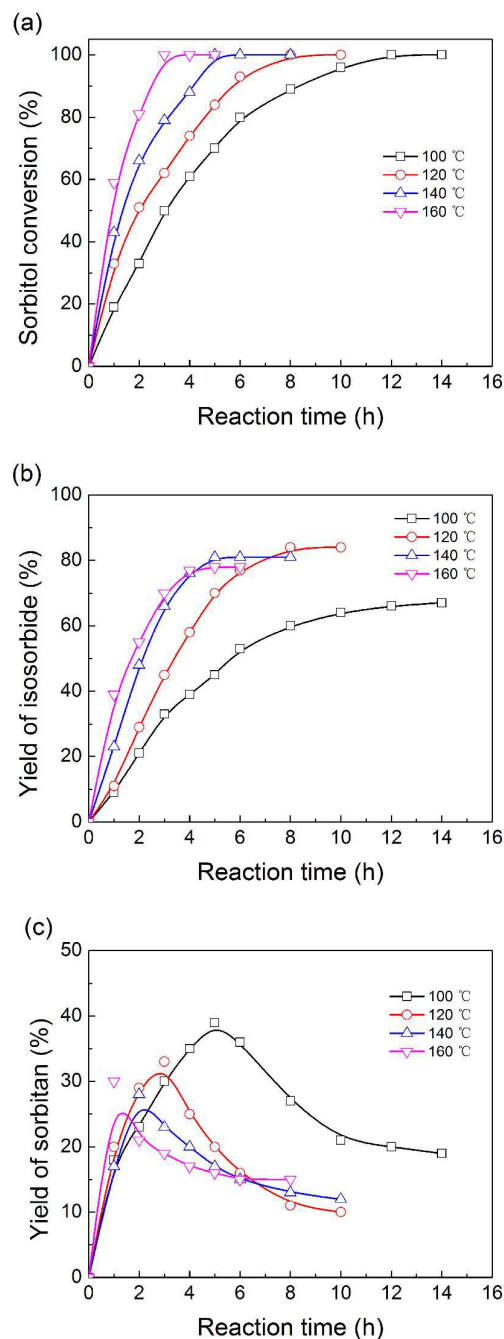 (a)
100
80
60
40
20
0
Sorbitol conversion (%)
100 ℃
120 ℃
140 ℃
160 ℃
0 2 4 6 8 10 12 14 16
Reaction time (h)
(b)
100
80
60
40
20
0
Yield of isosorbide (%)
100 ℃
120 ℃
140 ℃
160 ℃
0 2 4 6 8 10 12 14 16
Reaction time (h)
(c)
50
40
30
20
10
0
Yield of sorbitan (%)
100 ℃
120 ℃
140 ℃
160 ℃
0 2 4 6 8 10 12 14 16
Reaction time (h)